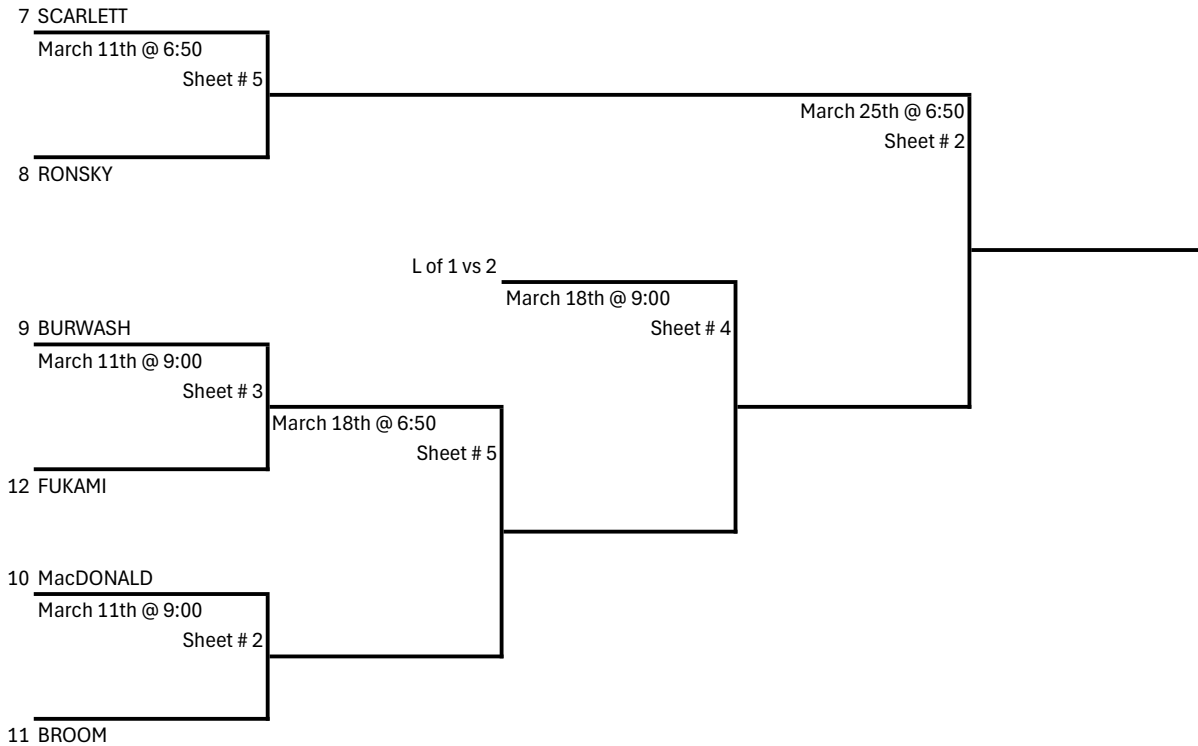 7 SCARLETT
March 11th @ 6:50
Sheet # 5
March 25th @ 6:50
Sheet # 2
8 RONSKY
L of 1 vs 2
March 18th @ 9:00
Sheet # 4
9 BURWASH
March 11th @ 9:00
Sheet # 3
March 18th @ 6:50
Sheet # 5
12 FUKAMI
10 MacDONALD
March 11th @ 9:00
Sheet # 2
11 BROOM